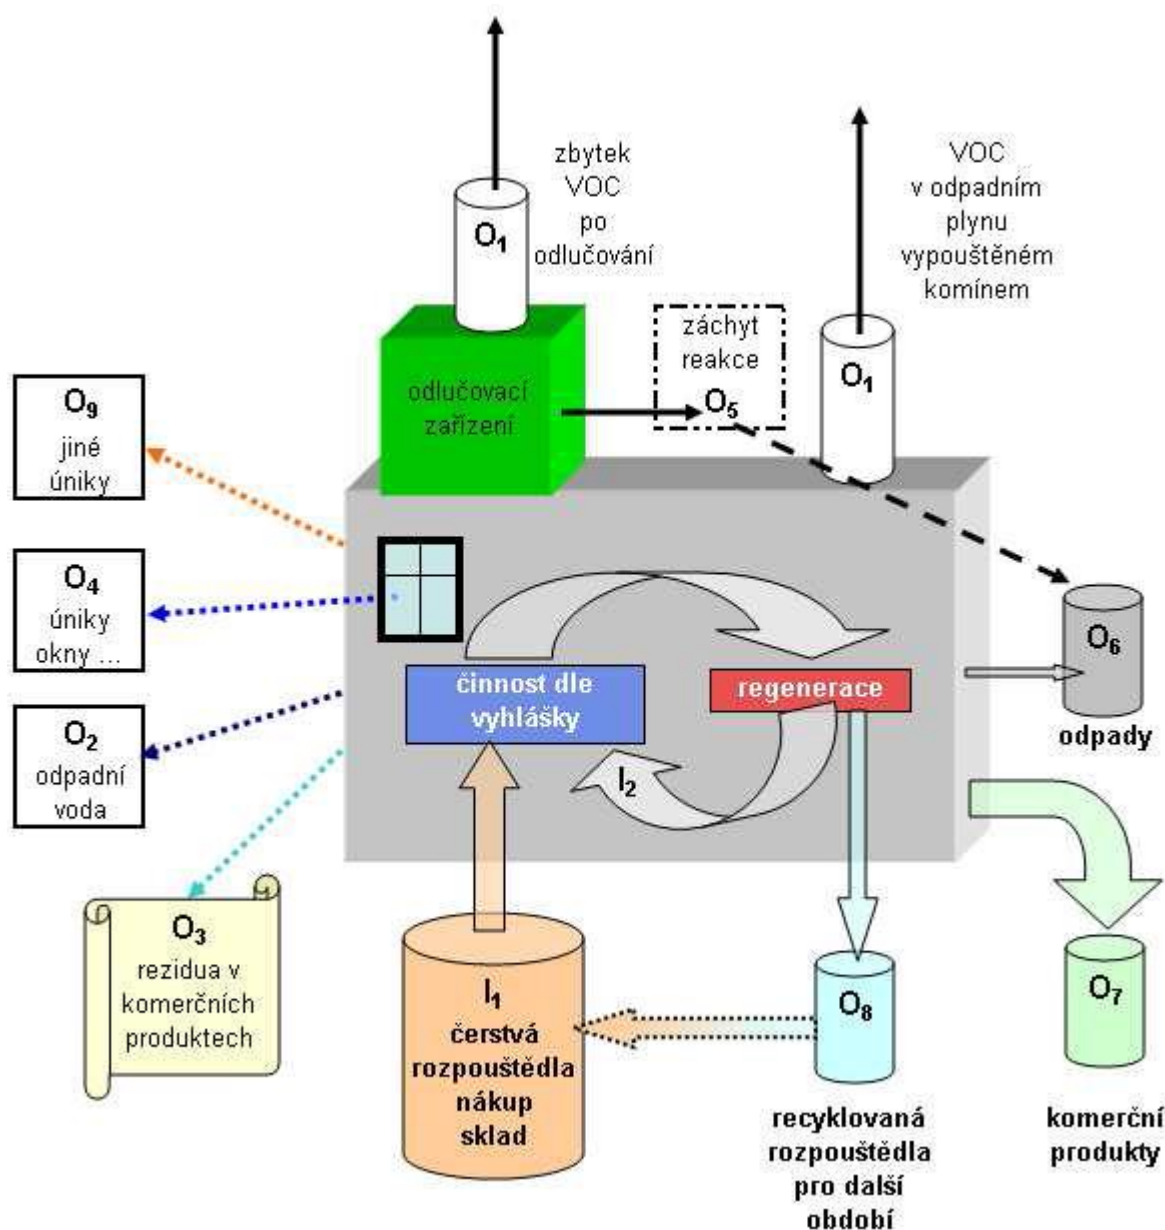 zbytek
VOC
po
odlučování
O₁
VOC
v odpadním
plynu
vypouštěném
komínem
O₁
záchyt
reakce
O₅
odlučovací
zařízení
O₉
jiné
úniky
O₄
úniky
okny ...
O₂
odpadní
voda
O₃
rezidua v
komerčních
produktech
činnost dle
vyhlášky
regenerace
I₂
O₆
odpady
I₁
čerstvá
rozpouštědla
nákup
sklad
O₈
recyklovaná
rozpouštědla
pro další
období
O₇
komerční
produkty